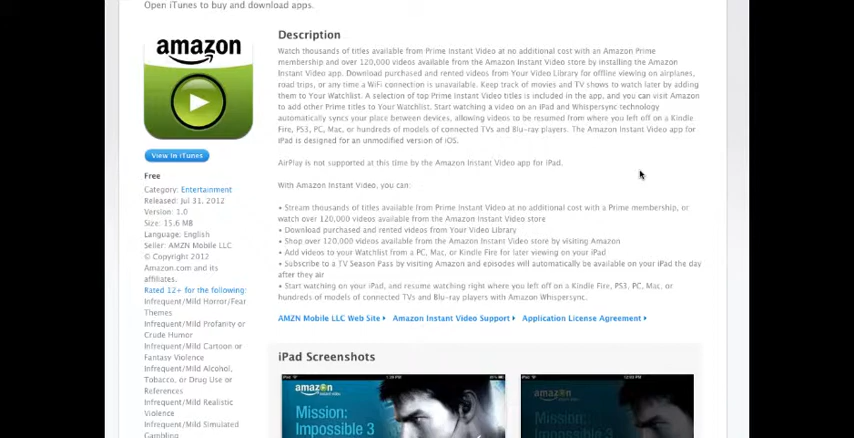 Open iTunes to buy and download apps.
amazon
View In iTunes
Free
Category: Entertainment
Released: Jul 31, 2012
Version: 1.0
Size: 15.6 MB
Language: English
Seller: AMZN Mobile LLC
© Copyright 2012
Amazon.com and its
affiliates.
Rated 12+ for the following:
Infrequent/Mild Horror/Fear
Themes
Infrequent/Mild Profanity or
Crude Humor
Infrequent/Mild Cartoon or
Fantasy Violence
Infrequent/Mild Alcohol,
Tobacco, or Drug Use or
References
Infrequent/Mild Realistic
Violence
Infrequent/Mild Simulated
Gambling
Description
Watch thousands of titles available from Prime Instant Video at no additional cost with an Amazon Prime
membership and over 120,000 videos available from the Amazon Instant Video store by installing the Amazon
Instant Video app. Download purchased and rented videos from Your Video Library for offline viewing on airplanes,
road trips, or any time a WiFi connection is unavailable. Keep track of movies and TV shows to watch later by adding
them to Your Watchlist. A selection of top Prime Instant Video titles is included in the app, and you can visit Amazon
to add other Prime titles to Your Watchlist. Start watching a video on an iPad and Whispersync technology
automatically syncs your place between devices, allowing videos to be resumed from where you left off on a Kindle
Fire, PS3, PC, Mac, or hundreds of models of connected TVs and Blu-ray players. The Amazon Instant Video app for
iPad is designed for an unmodified version of iOS.
AirPlay is not supported at this time by the Amazon Instant Video app for iPad.
With Amazon Instant Video, you can:
• Stream thousands of titles available from Prime Instant Video at no additional cost with a Prime membership, or
watch over 120,000 videos available from the Amazon Instant Video store
• Download purchased and rented videos from Your Video Library
• Shop over 120,000 videos available from the Amazon Instant Video store by visiting Amazon
• Add videos to your Watchlist from a PC, Mac, or Kindle Fire for later viewing on your iPad
• Subscribe to a TV Season Pass by visiting Amazon and episodes will automatically be available on your iPad the day
after they air
• Start watching on your iPad, and resume watching right where you left off on a Kindle Fire, PS3, PC, Mac, or
hundreds of models of connected TVs and Blu-ray players with Amazon Whispersync.
AMZN Mobile LLC Web Site
Amazon Instant Video Support
Application License Agreement
iPad Screenshots
iPad
amazon
Mission:
Impossible 3
iPad
amazon
Mission:
Impossible 3